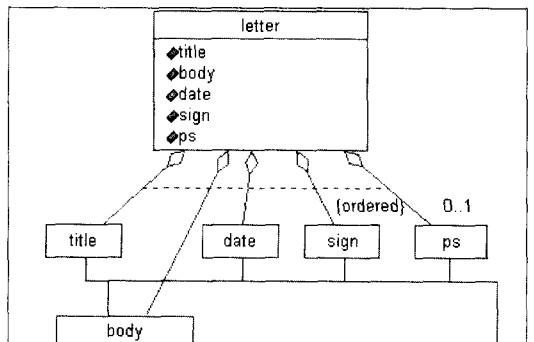 letter
title
body
date
sign
ps
{ordered} 0..1
title date sign ps
body